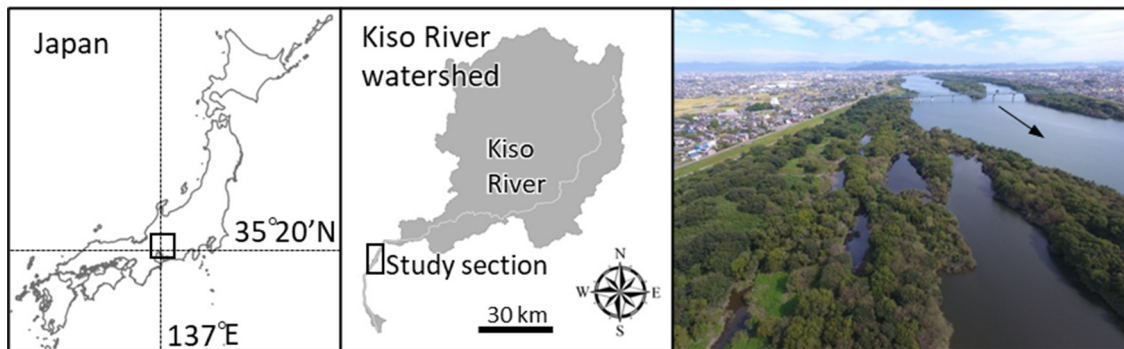 Japan
35°20'N
137°E
Kiso River
watershed
Kiso
River
Study section
30 km
N
W
E
S